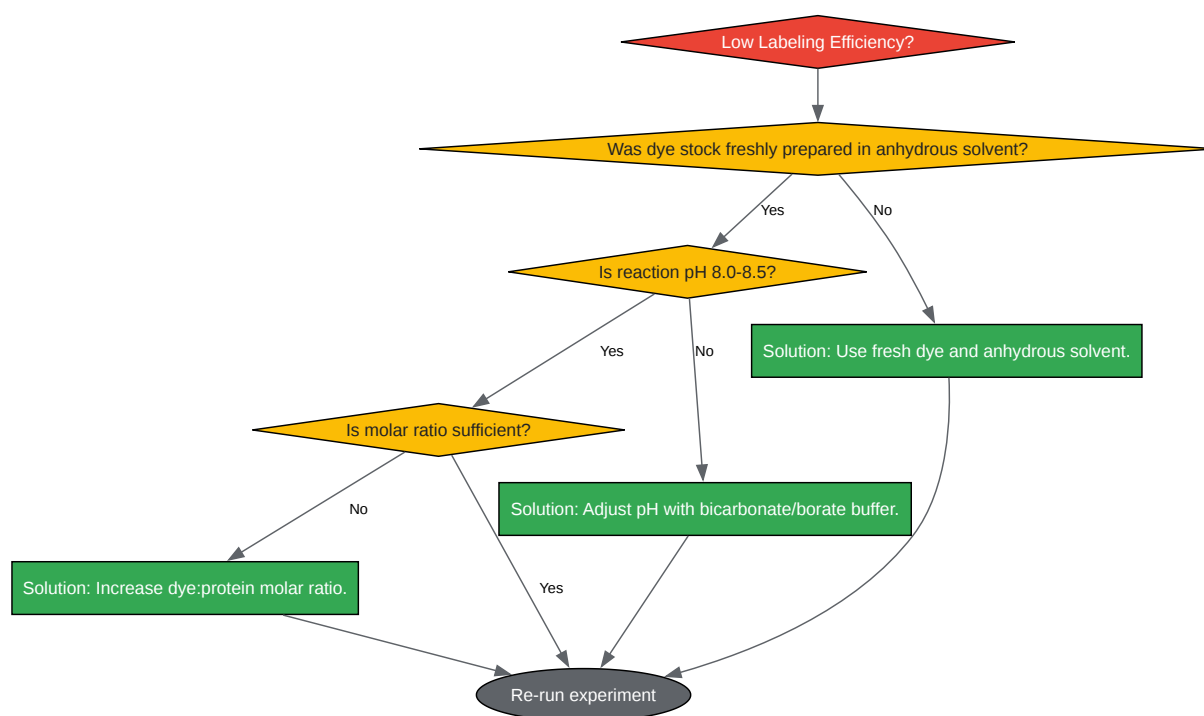 Low Labeling Efficiency?
Was dye stock freshly prepared in anhydrous solvent?
Yes
No
Is reaction pH 8.0-8.5?
Yes
No
Solution: Use fresh dye and anhydrous solvent.
Is molar ratio sufficient?
No
Solution: Adjust pH with bicarbonate/borate buffer.
Yes
Solution: Increase dye:protein molar ratio.
Re-run experiment